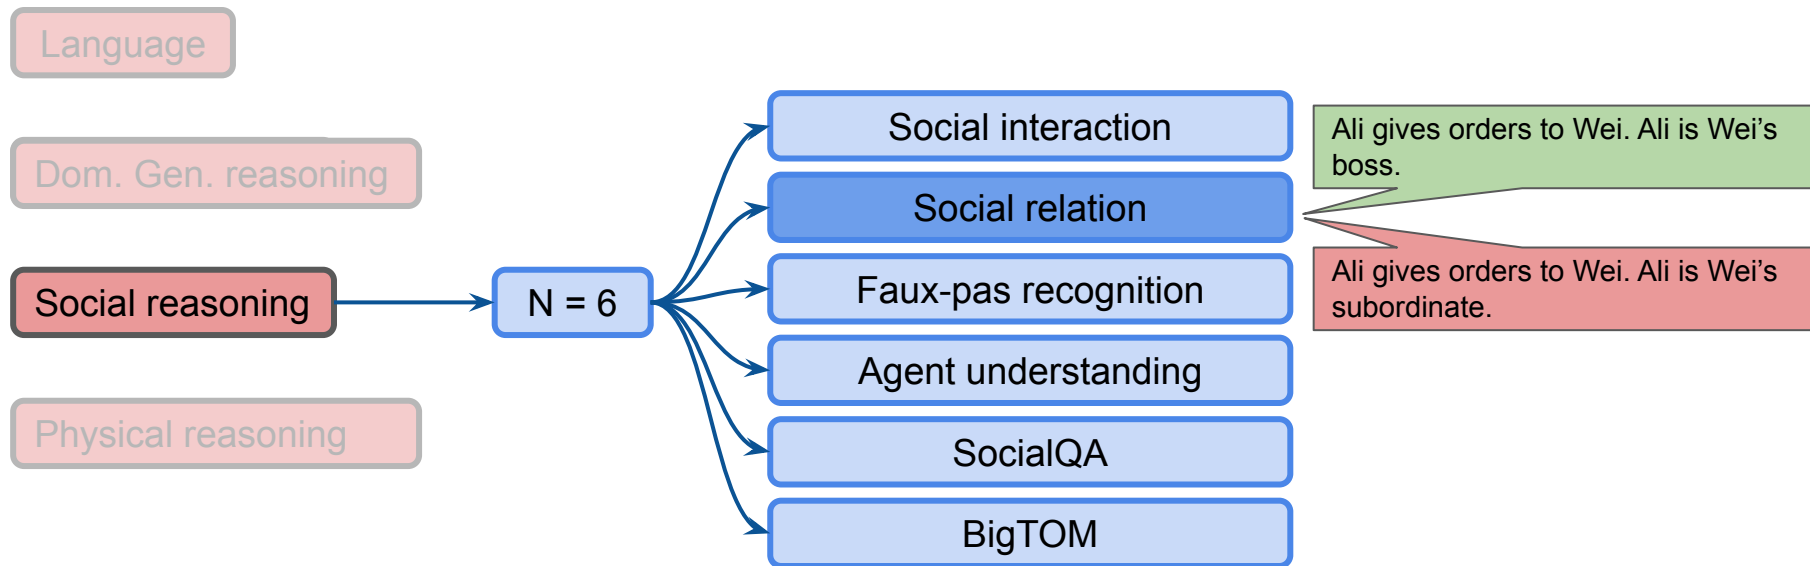 Language
Dom. Gen. reasoning
Social reasoning
Physical reasoning
N = 6
Social interaction
Social relation
Faux-pas recognition
Agent understanding
SocialQA
BigTOM
Ali gives orders to Wei. Ali is Wei’s
boss.
Ali gives orders to Wei. Ali is Wei’s
subordinate.